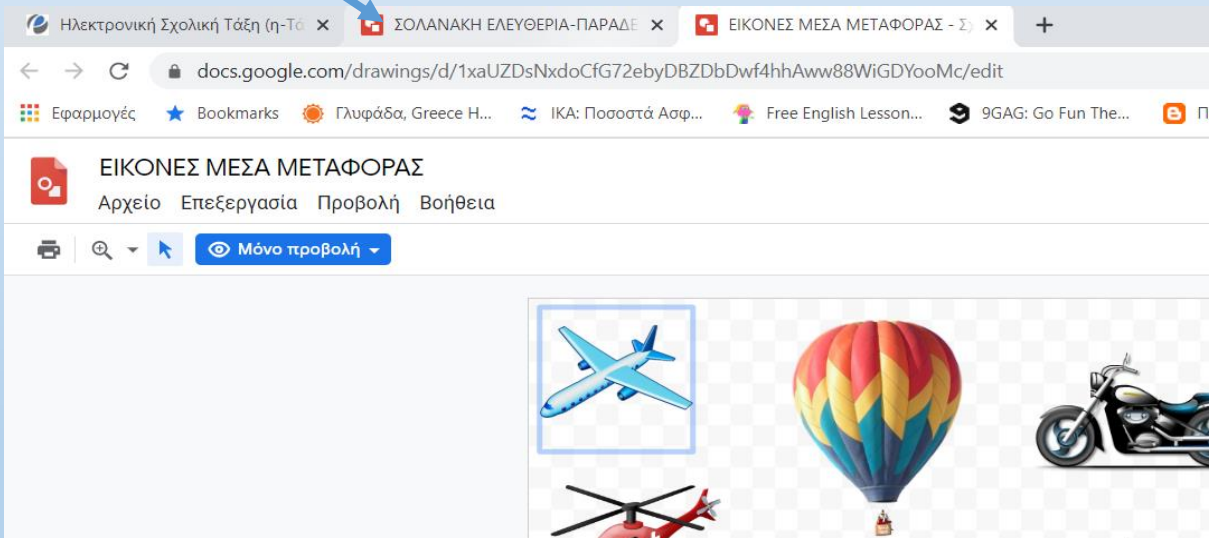 Ηλεκτρονική Σχολική Τάξη (η-Τά ΣΟΛΑΝΑΚΗ ΕΛΕΥΘΕΡΙΑ-ΠΑΡΑΔΕ ΕΙΚΟΝΕΣ ΜΕΣΑ ΜΕΤΑΦΟΡΑΣ - Σχ
docs.google.com/drawings/d/1xaUZDsNxdoCfG72ebyDBZDbDwf4hhAww88WiGDYooMc/edit
Εφαρμογές Bookmarks Γλυφάδα, Greece H... ΙΚΑ: Ποσοστά Ασφ... Free English Lesson... 9GAG: Go Fun The... Π
ΕΙΚΟΝΕΣ ΜΕΣΑ ΜΕΤΑΦΟΡΑΣ
Αρχείο Επεξεργασία Προβολή Βοήθεια
Μόνο προβολή